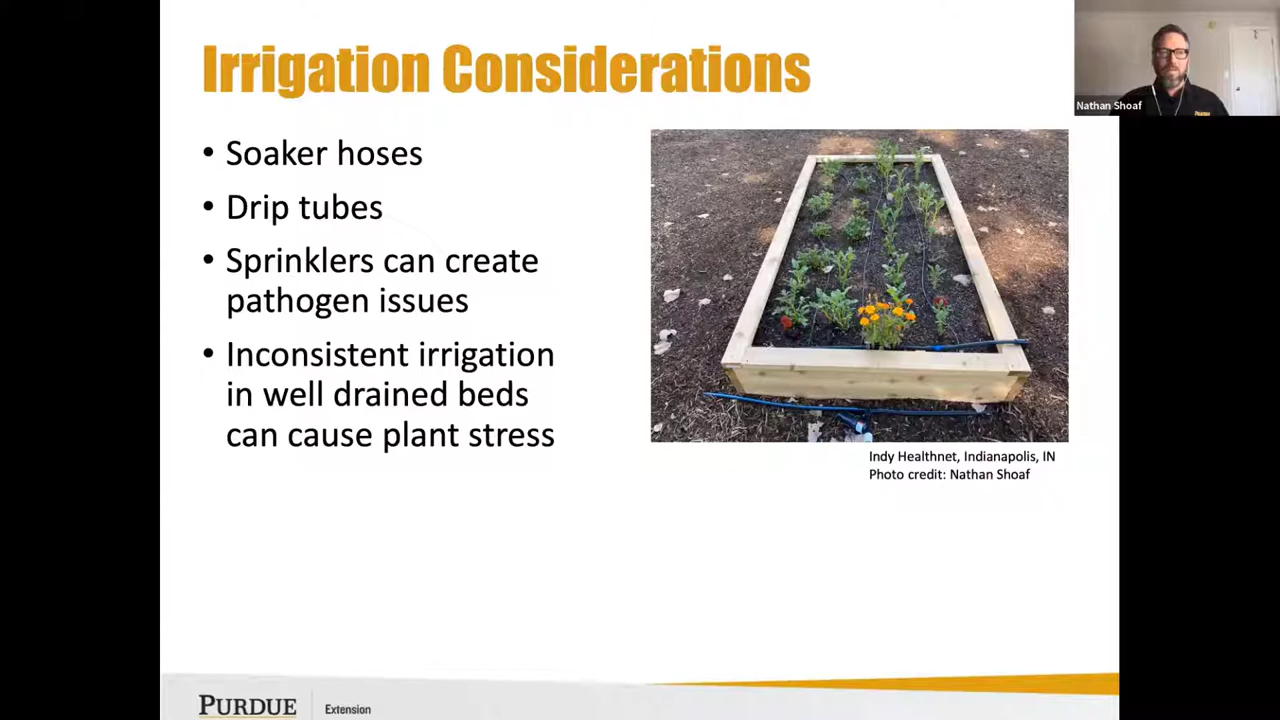 Irrigation Considerations
Nathan Shoaf
• Soaker hoses
• Drip tubes
• Sprinklers can create
pathogen issues
• Inconsistent irrigation
in well drained beds
can cause plant stress
Indy Healthnet, Indianapolis, IN
Photo credit: Nathan Shoaf
PURDUE
Extension